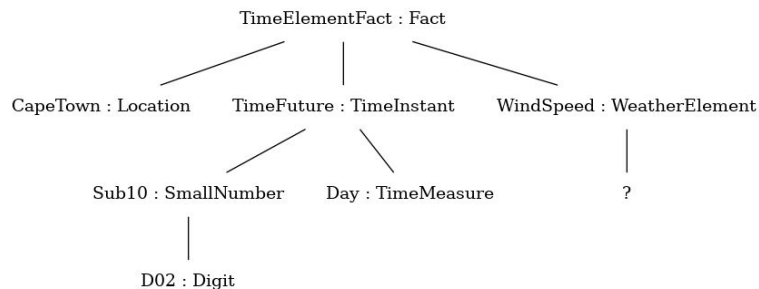 TimeElementFact : Fact
CapeTown : Location TimeFuture : TimeInstant WindSpeed : WeatherElement
Sub10 : SmallNumber Day : TimeMeasure ?
D02 : Digit